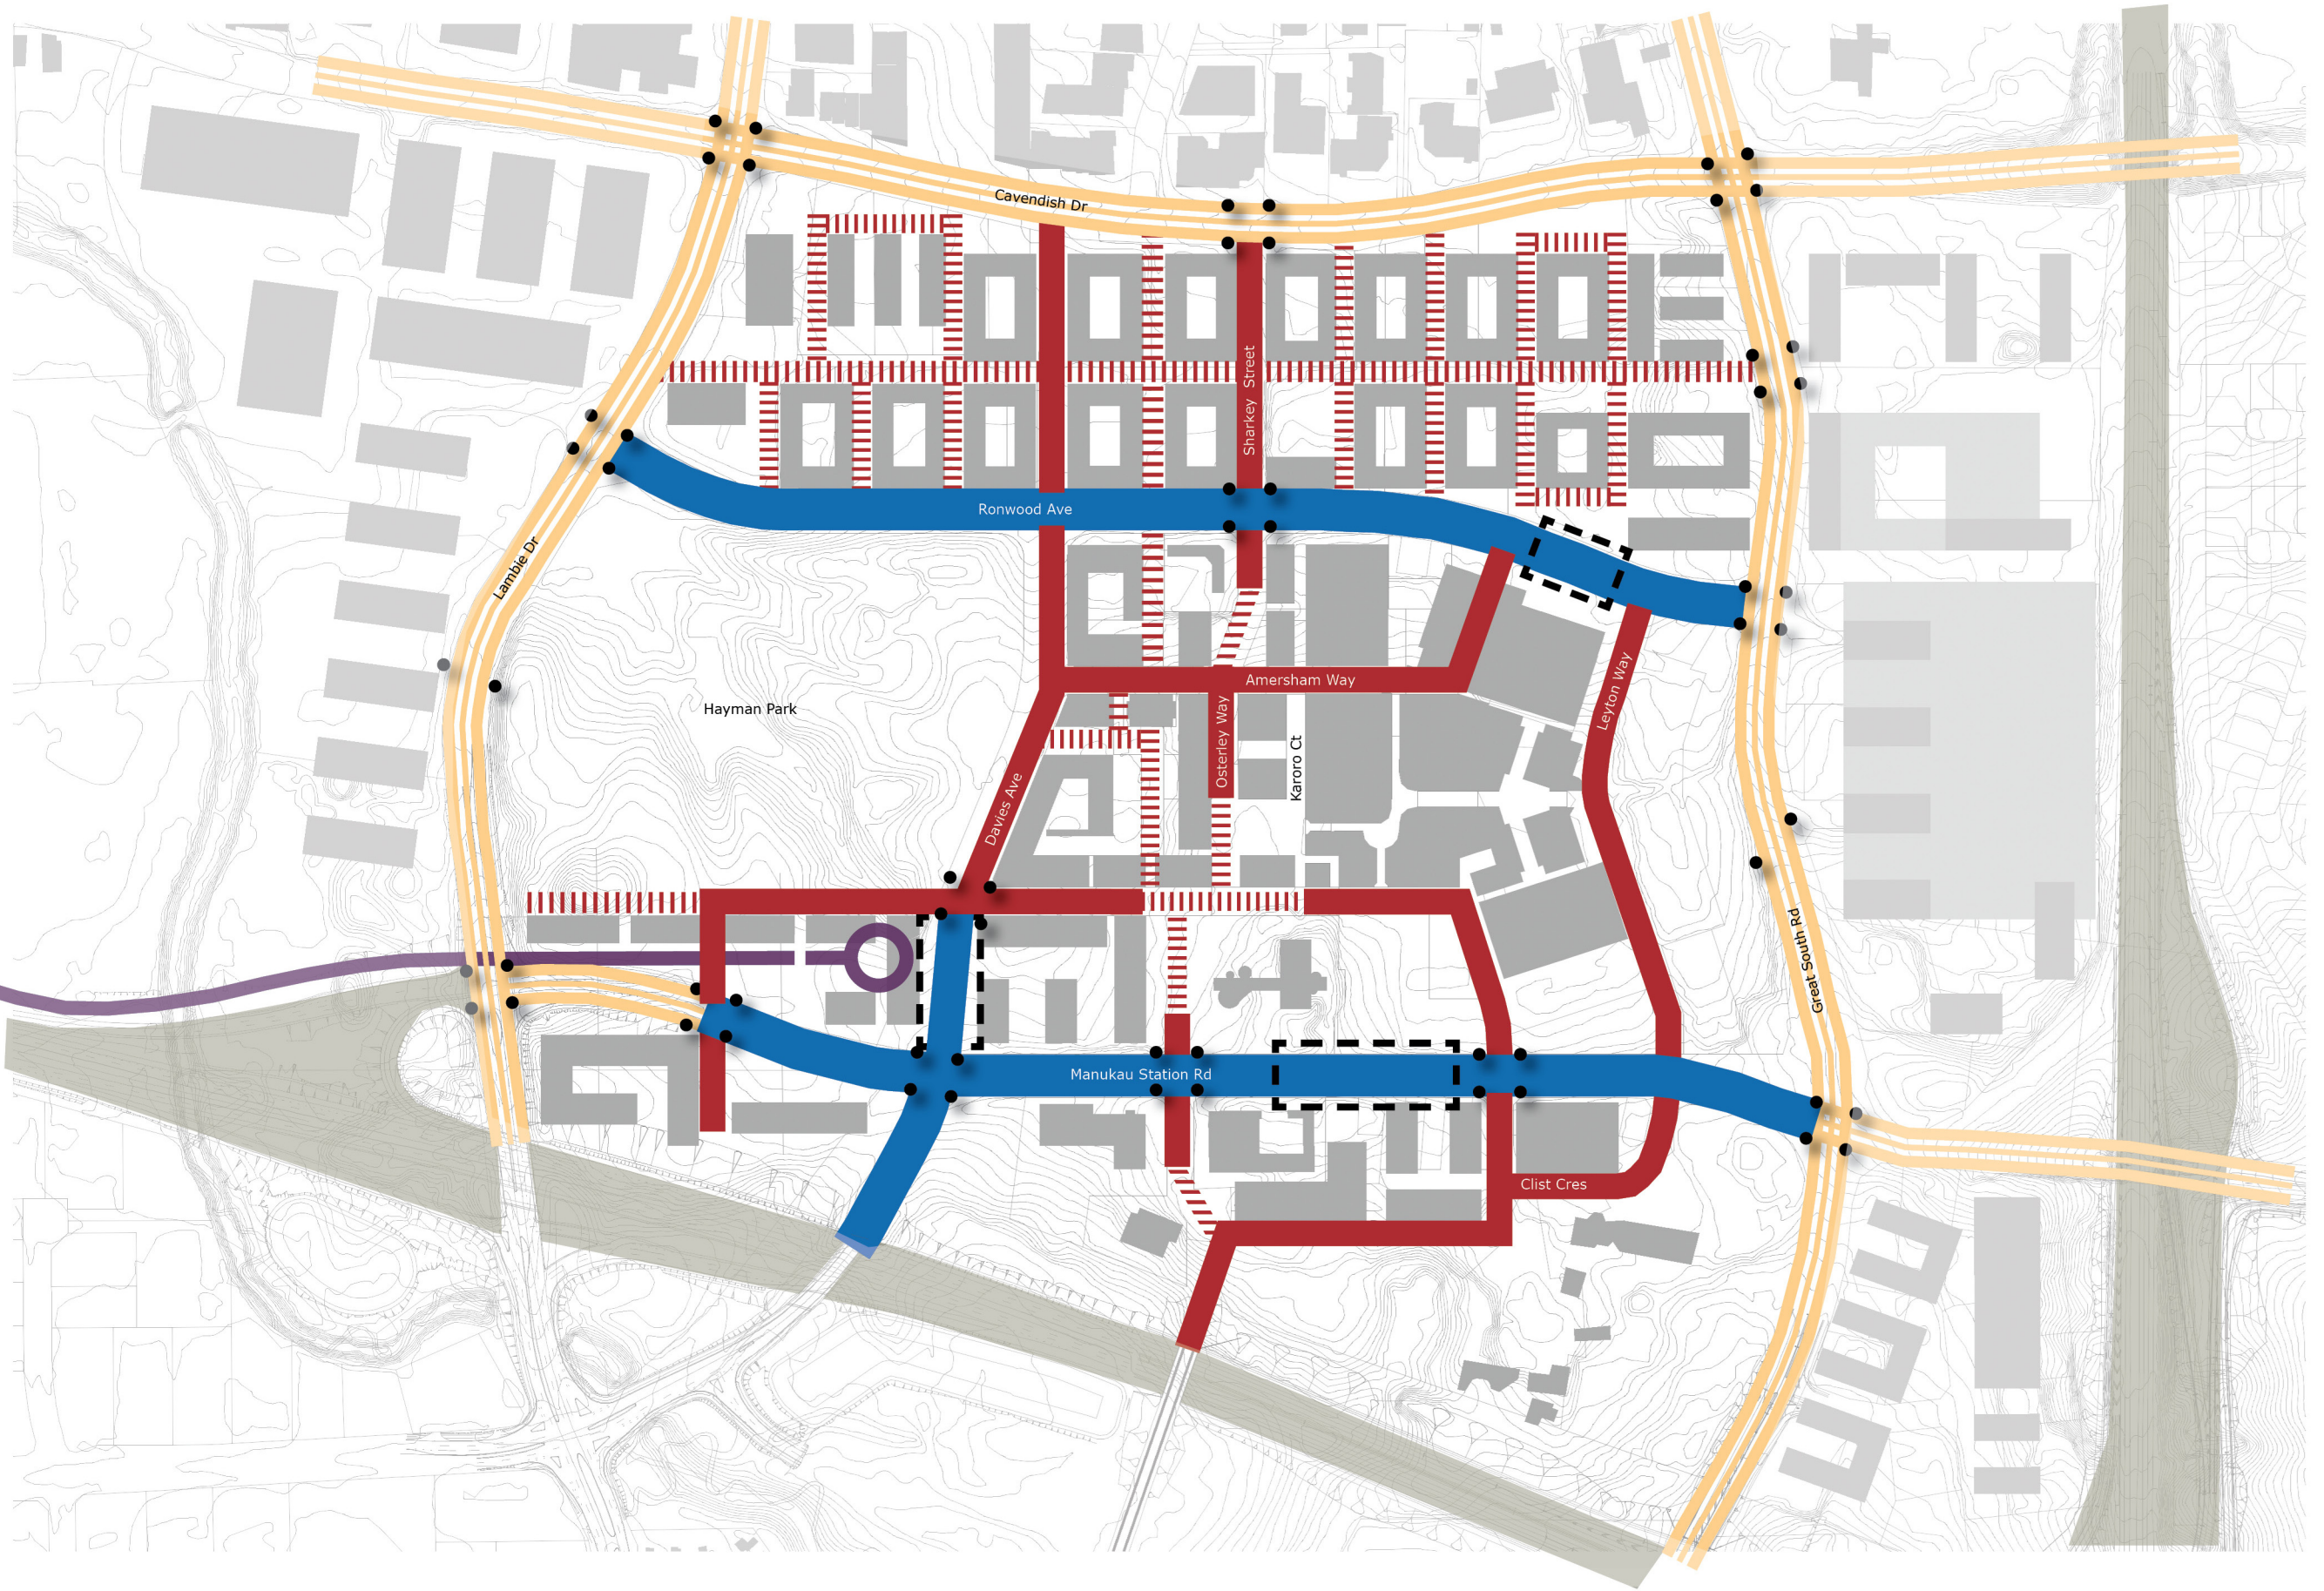 Cavendish Dr
Sharkey Street
Ronwood Ave
Lambie Dr
Hayman Park
Amersham Way
Leyton Way
Osterley Way
Karoro Ct
Davies Ave
Great South Rd
Manukau Station Rd
Clist Cres